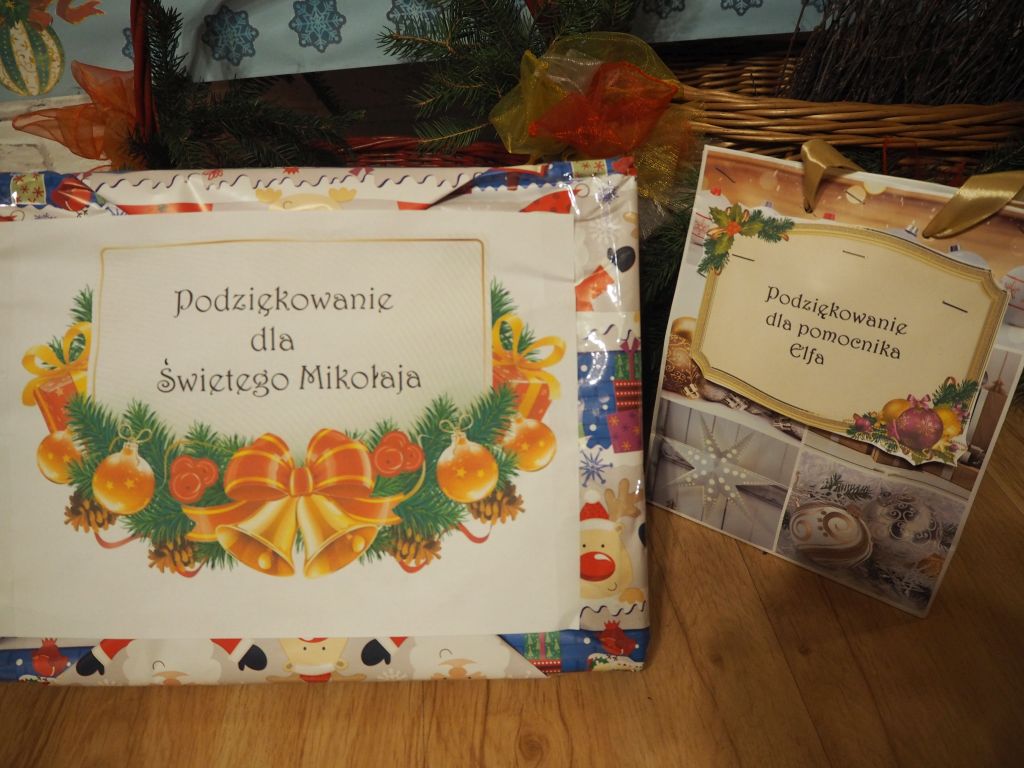 Podziękowanie
dla
Świętego Mikołaja
Podziękowanie
dla pomocnika
Elfa